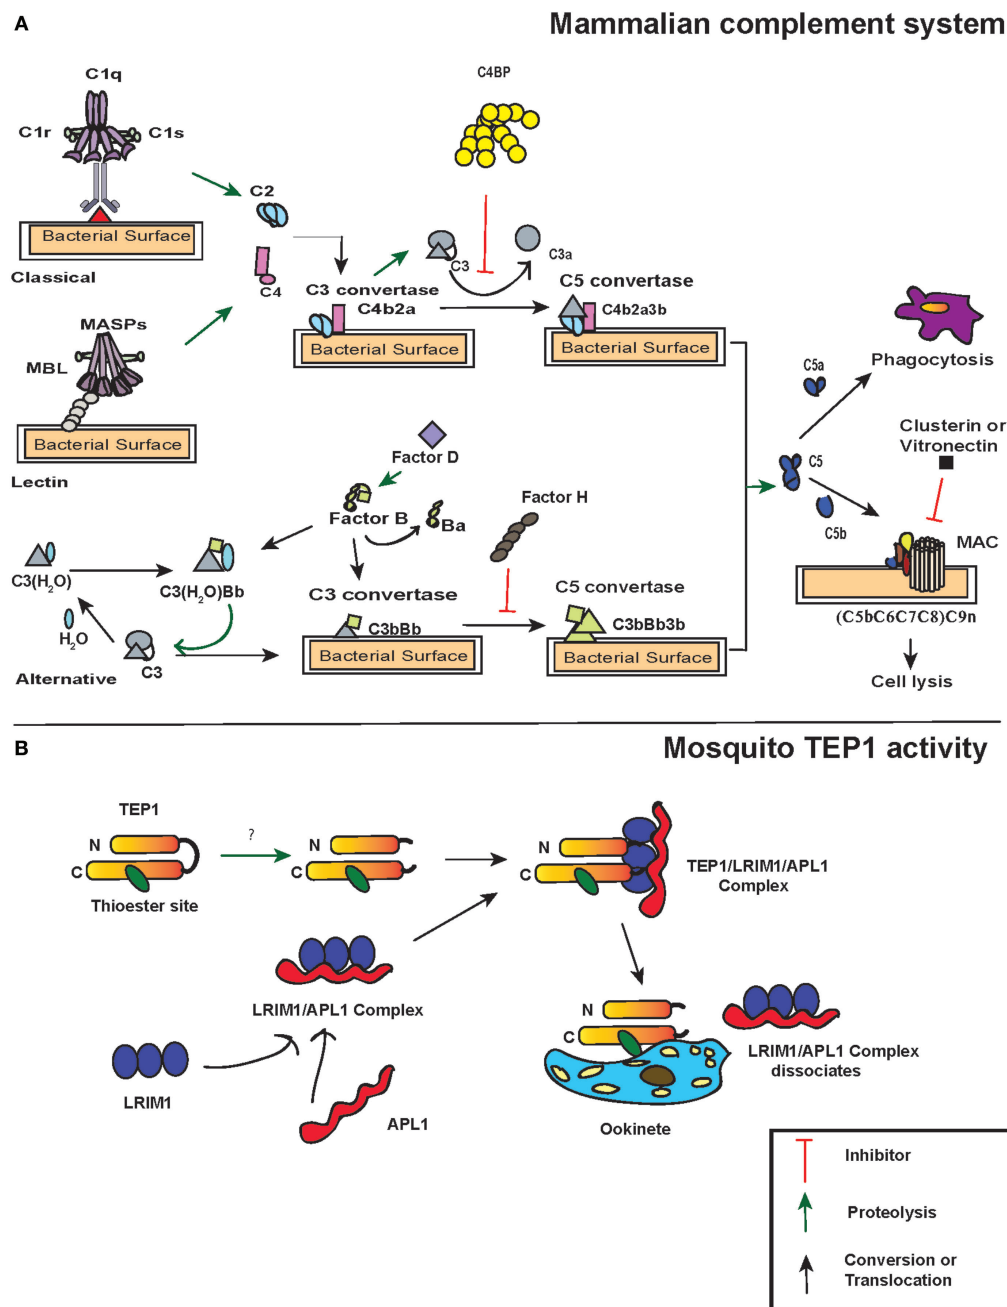 A
Mammalian complement system
C1q
C1r
C1s
Bacterial Surface
Classical
C2
C4
C4BP
C3
C3a
C3 convertase
C4b2a
Bacterial Surface
C5 convertase
C4b2a3b
Bacterial Surface
MASPs
MBL
Bacterial Surface
Lectin
C5a
Phagocytosis
Clusterin or
Vitronectin
C5
C5b
MAC
(C5bC6C7C8)C9n
Cell lysis
Factor D
Factor B
Ba
Factor H
C3(H₂O)
C3(H₂O)Bb
H₂O
C3
Alternative
C3 convertase
C3bBb
Bacterial Surface
C5 convertase
C3bBb3b
Bacterial Surface
B
Mosquito TEP1 activity
TEP1
N
C
Thioester site
?
N
C
N
C
TEP1/LRIM1/APL1
Complex
LRIM1/APL1 Complex
LRIM1
APL1
N
C
Ookinete
LRIM1/APL1 Complex
dissociates
Inhibitor
Proteolysis
Conversion or
Translocation